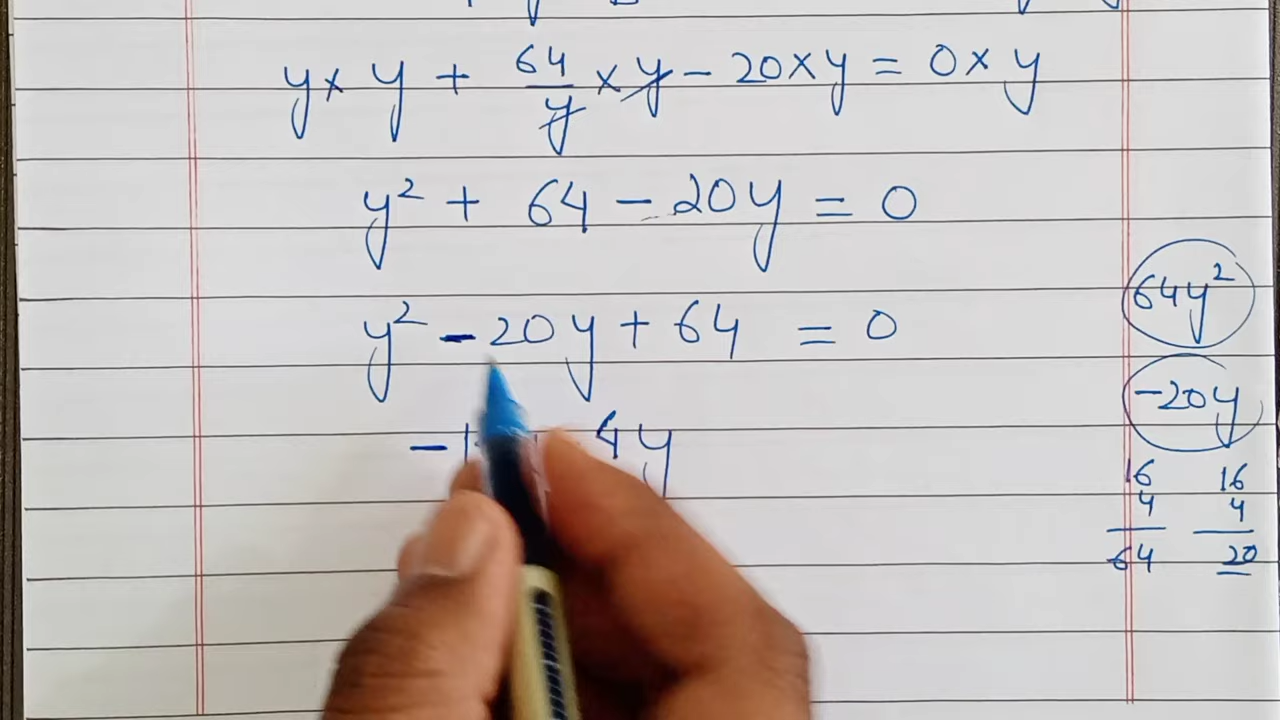 y × y + 64/y × y - 20 × y = 0 × y
y² + 64 - 20y = 0
y² - 20y + 64 = 0
- 4y
64y²
-20y
16 16
4 4
64 20